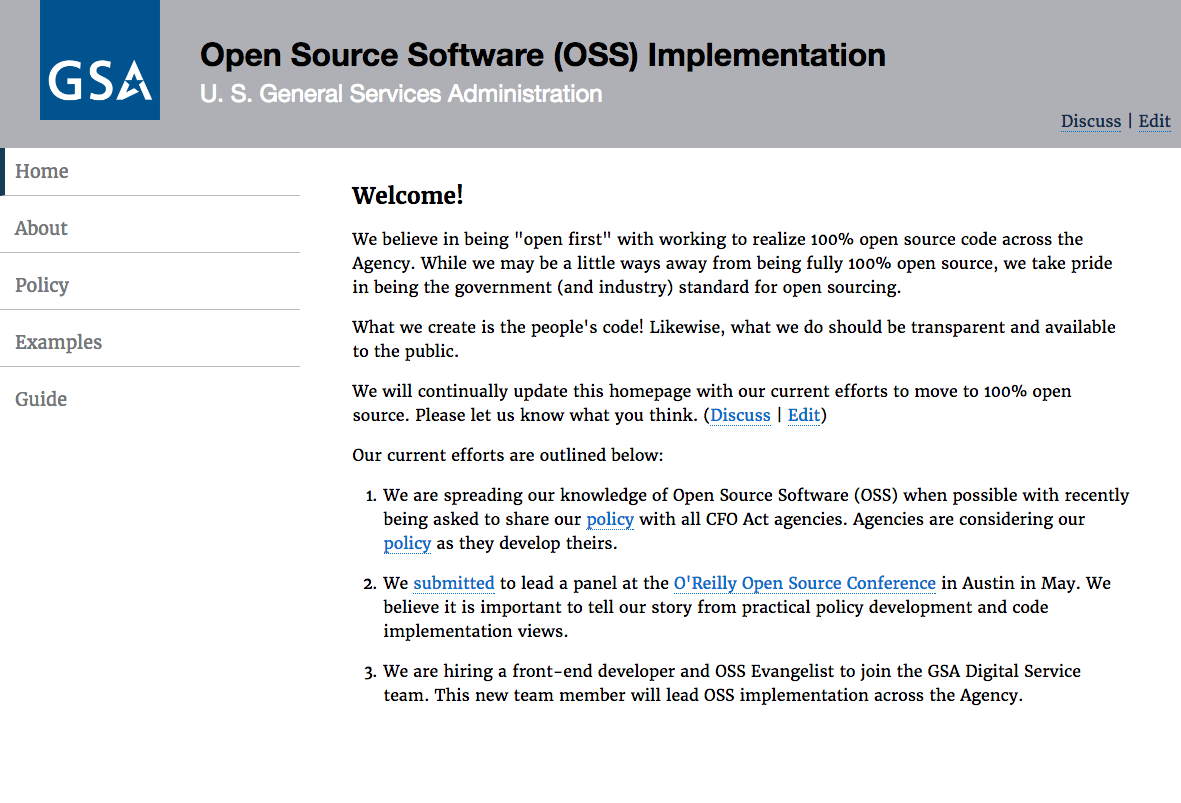 GSA
Open Source Software (OSS) Implementation
U. S. General Services Administration
Discuss | Edit
Home
About
Policy
Examples
Guide
Welcome!
We believe in being "open first" with working to realize 100% open source code across the
Agency. While we may be a little ways away from being fully 100% open source, we take pride
in being the government (and industry) standard for open sourcing.
What we create is the people's code! Likewise, what we do should be transparent and available
to the public.
We will continually update this homepage with our current efforts to move to 100% open
source. Please let us know what you think. (Discuss | Edit)
Our current efforts are outlined below:
1. We are spreading our knowledge of Open Source Software (OSS) when possible with recently
being asked to share our policy with all CFO Act agencies. Agencies are considering our
policy as they develop theirs.
2. We submitted to lead a panel at the O'Reilly Open Source Conference in Austin in May. We
believe it is important to tell our story from practical policy development and code
implementation views.
3. We are hiring a front-end developer and OSS Evangelist to join the GSA Digital Service
team. This new team member will lead OSS implementation across the Agency.